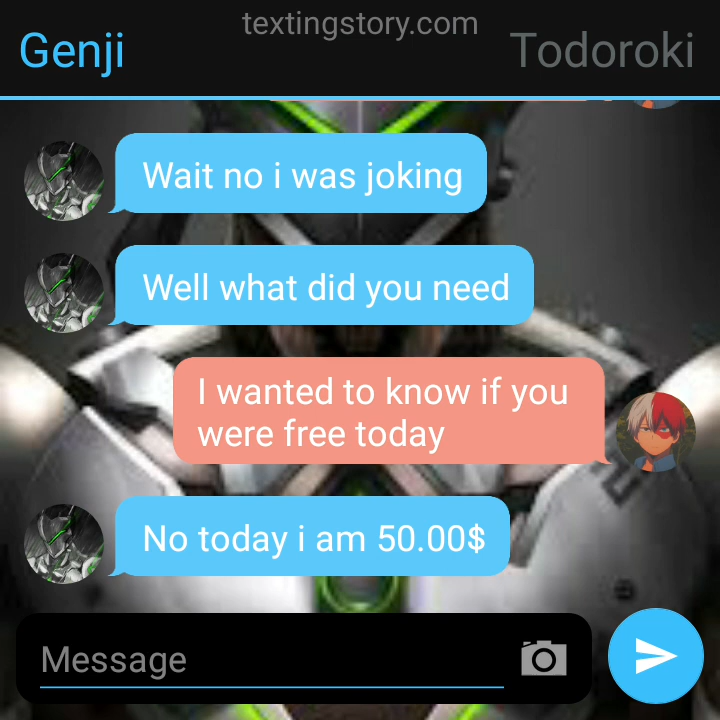 textingstory.com
Genji
Todoroki
Wait no i was joking
Well what did you need
I wanted to know if you
were free today
No today i am 50.00$
Message